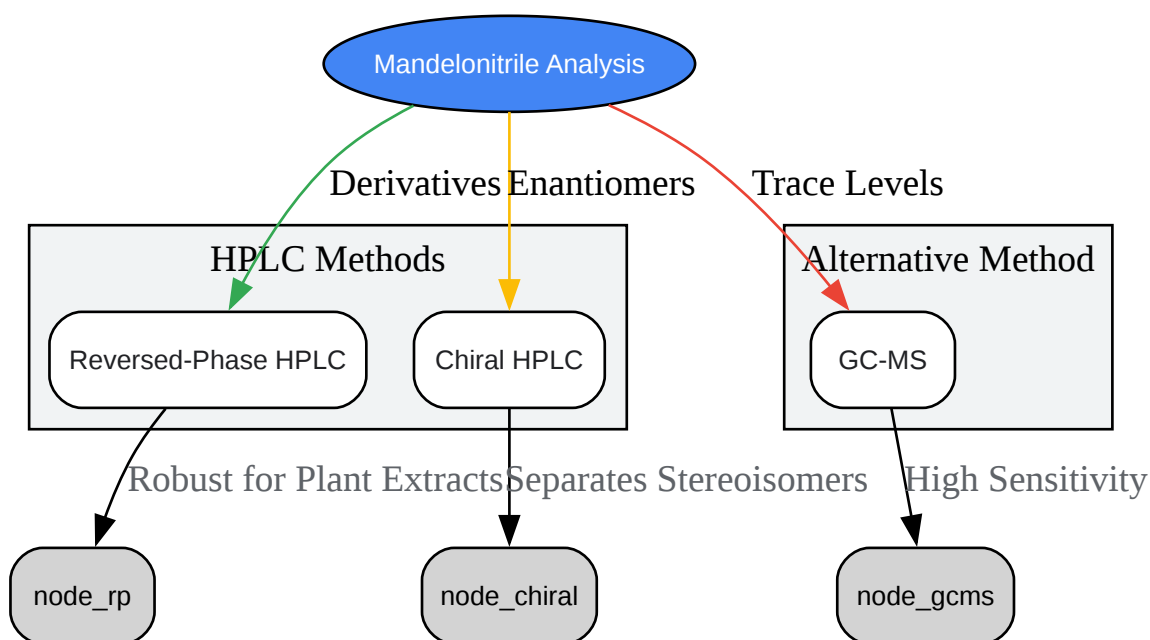 Mandelonitrile Analysis
Derivatives
Enantiomers
Trace Levels
HPLC Methods
Alternative Method
Reversed-Phase HPLC
Chiral HPLC
GC-MS
Robust for Plant Extracts
Separates Stereoisomers
High Sensitivity
node_rp
node_chiral
node_gcms